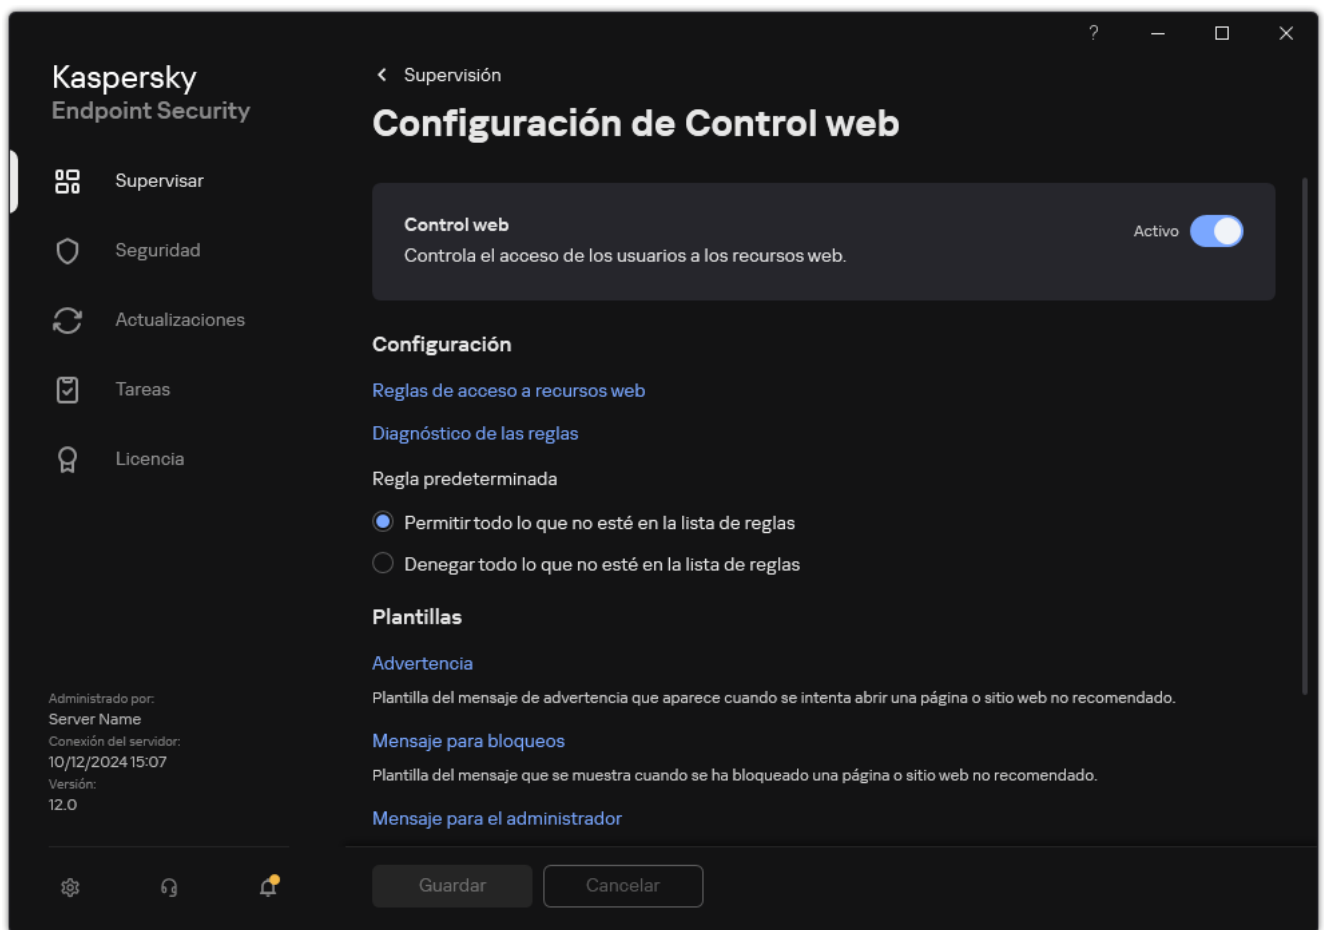 ?
Kaspersky
Endpoint Security
Supervisar
Seguridad
Actualizaciones
Tareas
Licencia
Administrado por:
Server Name
Conexión del servidor:
10/12/2024 15:07
Versión:
12.0
Supervisión
Configuración de Control web
Control web
Controla el acceso de los usuarios a los recursos web.
Activo
Configuración
Reglas de acceso a recursos web
Diagnóstico de las reglas
Regla predeterminada
Permitir todo lo que no esté en la lista de reglas
Denegar todo lo que no esté en la lista de reglas
Plantillas
Advertencia
Plantilla del mensaje de advertencia que aparece cuando se intenta abrir una página o sitio web no recomendado.
Mensaje para bloqueos
Plantilla del mensaje que se muestra cuando se ha bloqueado una página o sitio web no recomendado.
Mensaje para el administrador
Guardar
Cancelar